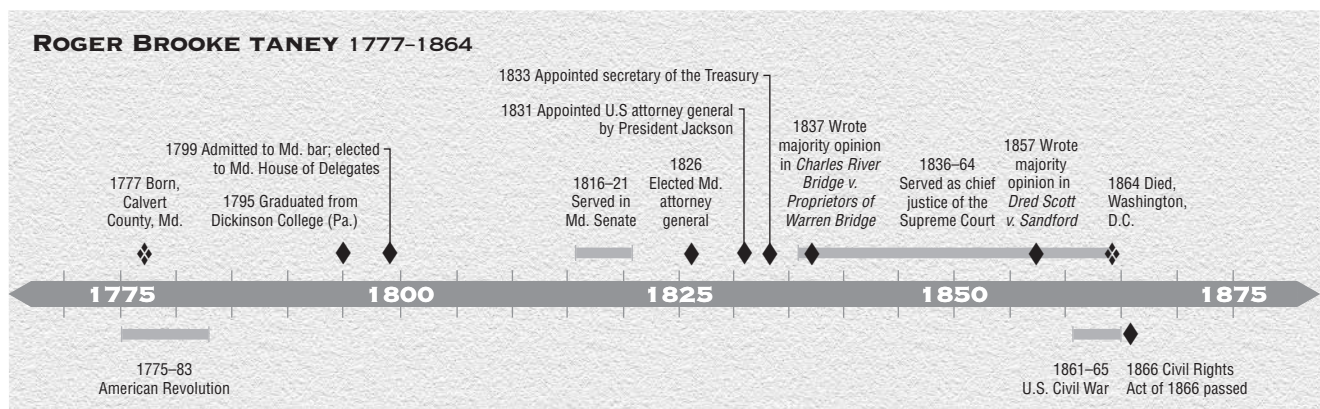 ROGER BROOKE TANEY 1777–1864
1833 Appointed secretary of the Treasury
1831 Appointed U.S attorney general
by President Jackson
1799 Admitted to Md. bar; elected
to Md. House of Delegates
1777 Born,
Calvert
County, Md.
1795 Graduated from
Dickinson College (Pa.)
1816–21
Served in
Md. Senate
1826
Elected Md.
attorney
general
1837 Wrote
majority opinion
in Charles River
Bridge v.
Proprietors of
Warren Bridge
1836–64
Served as chief
justice of the
Supreme Court
1857 Wrote
majority
opinion in
Dred Scott
v. Sandford
1864 Died,
Washington,
D.C.
1775
1800
1825
1850
1875
1775–83
American Revolution
1861–65
U.S. Civil War
1866 Civil Rights
Act of 1866 passed